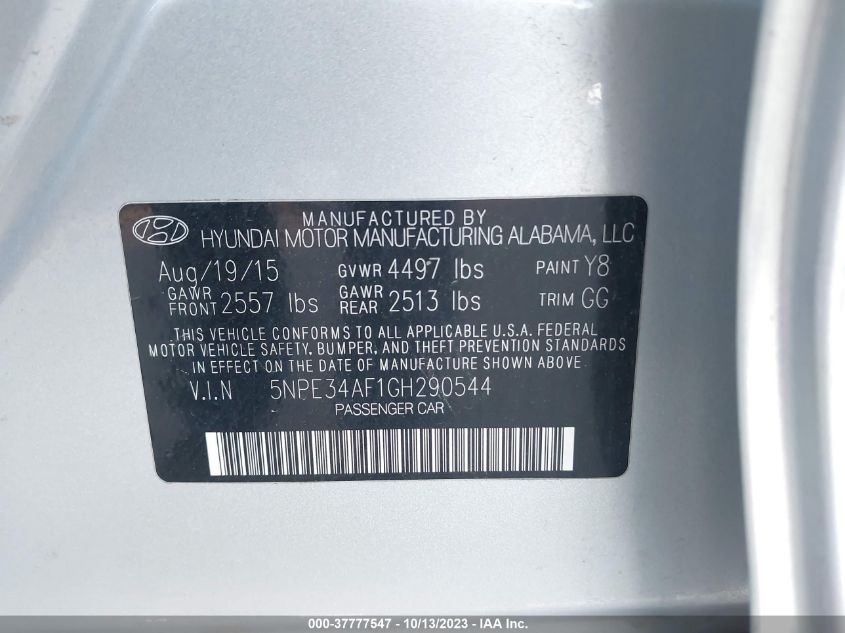 MANUFACTURED BY
HYUNDAI MOTOR MANUFACTURING ALABAMA, LLC
Aug/19/15 GVWR 4497 lbs PAINT Y8
GAWR FRONT 2557 lbs GAWR REAR 2513 lbs TRIM GG
THIS VEHICLE CONFORMS TO ALL APPLICABLE U.S.A. FEDERAL
MOTOR VEHICLE SAFETY, BUMPER, AND THEFT PREVENTION STANDARDS
IN EFFECT ON THE DATE OF MANUFACTURE SHOWN ABOVE.
V.I.N 5NPE34AF1GH290544
PASSENGER CAR
000-37777547 - 10/13/2023 - IAA Inc.